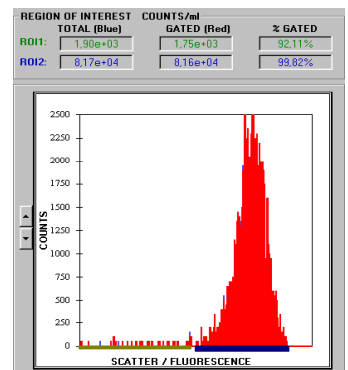 REGION OF INTEREST COUNTS/ml
TOTAL (Blue) GATED (Red) % GATED
ROI1: 1,90e+03 1,75e+03 92,11%
ROI2: 8,17e+04 8,16e+04 99,82%
2500
2250
2000
1750
1500
1250
1000
750
500
250
0
COUNTS
SCATTER / FLUORESCENCE